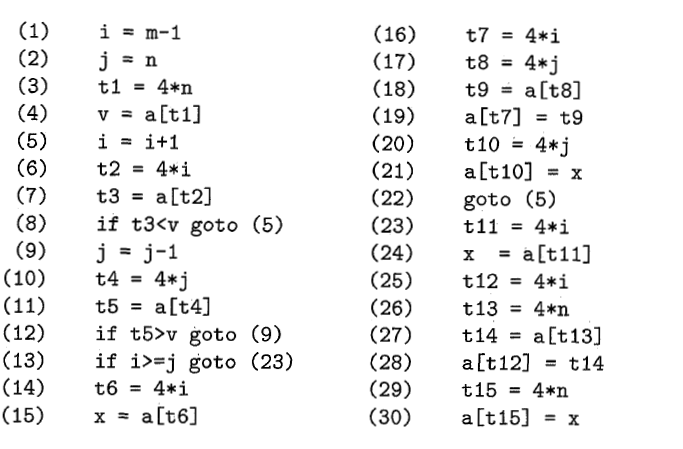 (1) i = m-1
(2) j = n
(3) t1 = 4*n
(4) v = a[t1]
(5) i = i+1
(6) t2 = 4*i
(7) t3 = a[t2]
(8) if t3<v goto (5)
(9) j = j-1
(10) t4 = 4*j
(11) t5 = a[t4]
(12) if t5>v goto (9)
(13) if i>=j goto (23)
(14) t6 = 4*i
(15) x = a[t6]
(16) t7 = 4*i
(17) t8 = 4*j
(18) t9 = a[t8]
(19) a[t7] = t9
(20) t10 = 4*j
(21) a[t10] = x
(22) goto (5)
(23) t11 = 4*i
(24) x = a[t11]
(25) t12 = 4*i
(26) t13 = 4*n
(27) t14 = a[t13]
(28) a[t12] = t14
(29) t15 = 4*n
(30) a[t15] = x